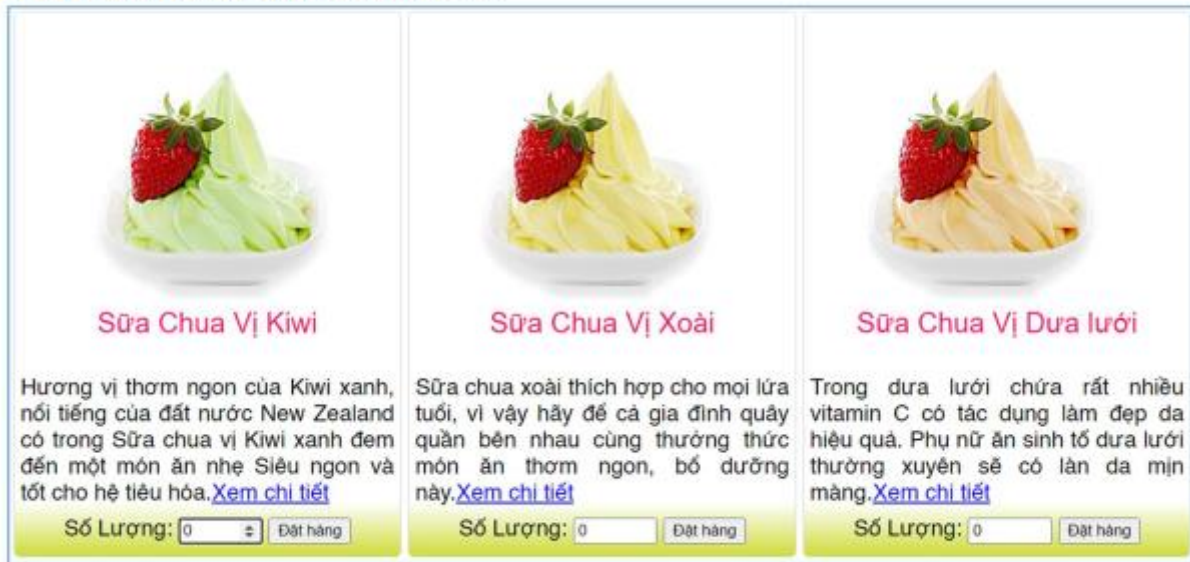 Sữa Chua Vị Kiwi
Hương vị thơm ngon của Kiwi xanh,
nổi tiếng của đất nước New Zealand
có trong Sữa chua vị Kiwi xanh đem
đến một món ăn nhẹ Siêu ngon và
tốt cho hệ tiêu hóa.Xem chi tiết
Số Lượng: 0 Đặt hàng
Sữa Chua Vị Xoài
Sữa chua xoài thích hợp cho mọi lứa
tuổi, vì vậy hãy để cả gia đình quây
quần bên nhau cùng thưởng thức
món ăn thơm ngon, bổ dưỡng
này.Xem chi tiết
Số Lượng: 0 Đặt hàng
Sữa Chua Vị Dưa lưới
Trong dưa lưới chứa rất nhiều
vitamin C có tác dụng làm đẹp da
hiệu quả. Phụ nữ ăn sinh tố dưa lưới
thường xuyên sẽ có làn da mịn
màng.Xem chi tiết
Số Lượng: 0 Đặt hàng